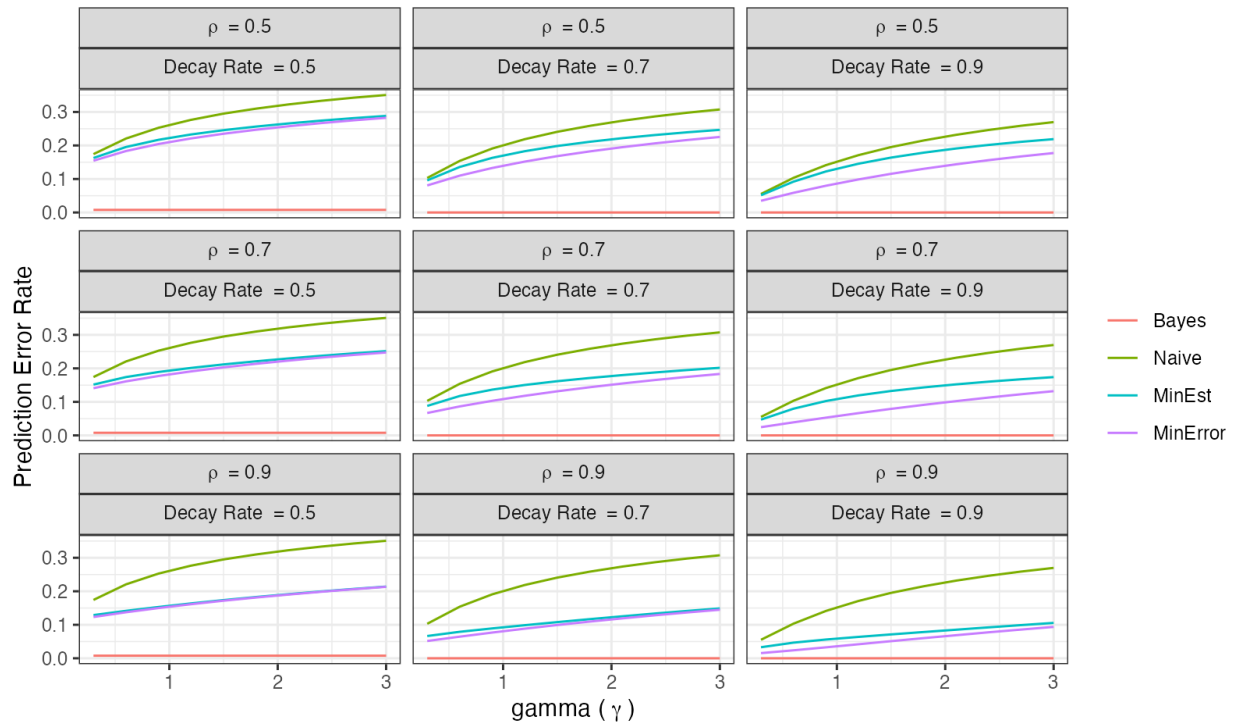 ρ = 0.5
ρ = 0.5
ρ = 0.5
Decay Rate = 0.5
Decay Rate = 0.7
Decay Rate = 0.9
0.3
0.2
0.1
0.0
ρ = 0.7
ρ = 0.7
ρ = 0.7
Decay Rate = 0.5
Decay Rate = 0.7
Decay Rate = 0.9
0.3
0.2
0.1
0.0
ρ = 0.9
ρ = 0.9
ρ = 0.9
Decay Rate = 0.5
Decay Rate = 0.7
Decay Rate = 0.9
0.3
0.2
0.1
0.0
1
2
3
1
2
3
1
2
3
Prediction Error Rate
gamma ( γ )
Bayes
Naive
MinEst
MinError